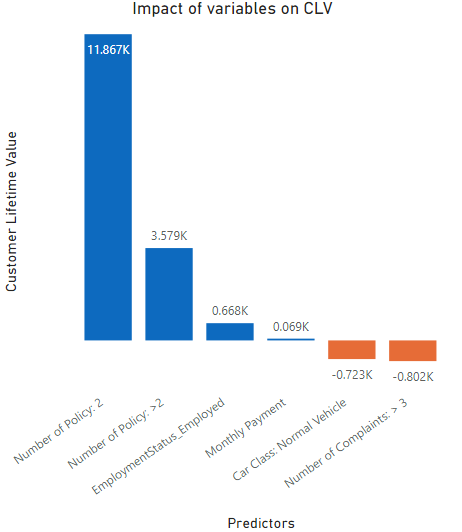 Impact of variables on CLV
Customer Lifetime Value
11.867K
3.579K
0.668K
0.069K
-0.723K
-0.802K
Number of Policy: 2
Number of Policy: >2
EmploymentStatus_Employed
Monthly Payment
Car Class: Normal Vehicle
Number of Complaints: > 3
Predictors